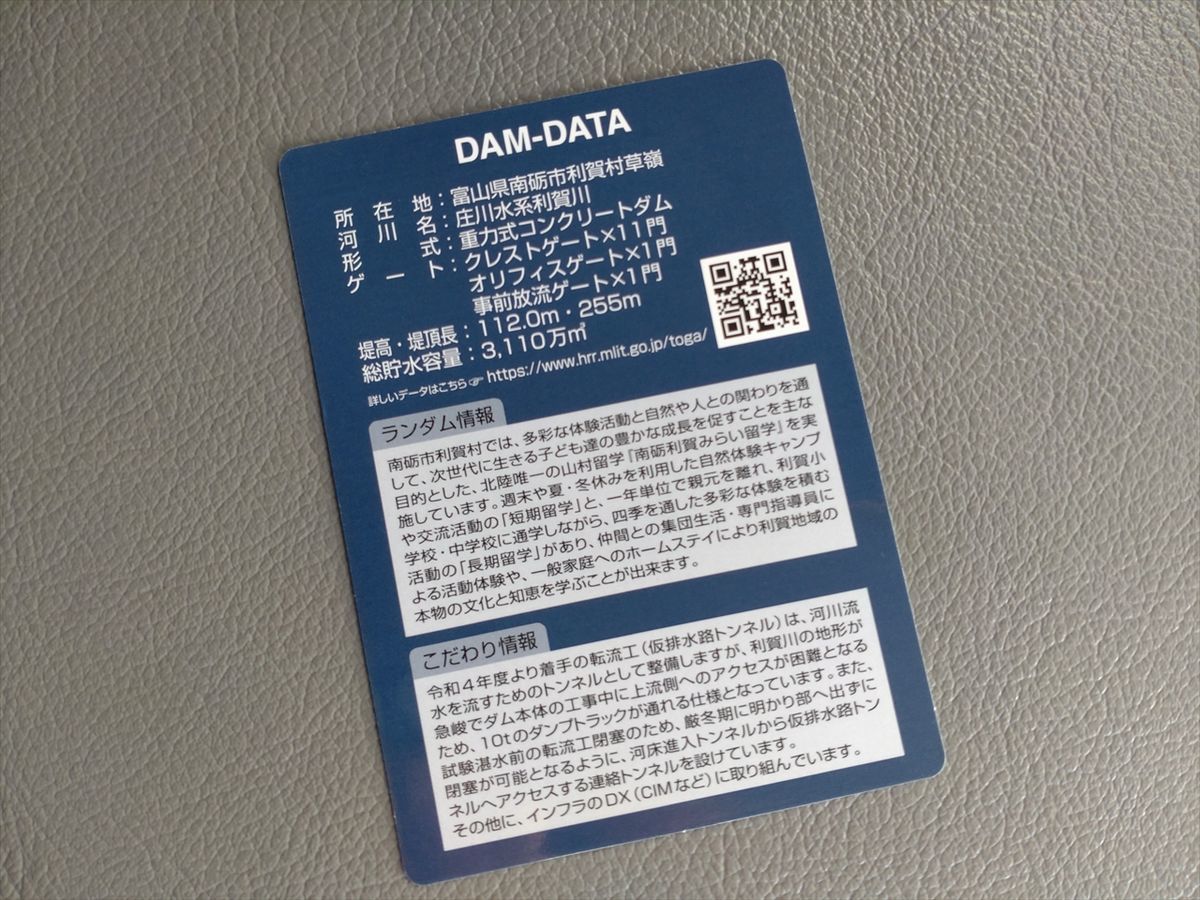 DAM-DATA
所在地：富山県南砺市利賀村草嶺
河川名：庄川水系利賀川
形式：重力式コンクリートダム
ゲート：クレストゲート×11門
オリフィスゲート×1門
事前放流ゲート×1門
堤高・堤頂長：112.0m・255m
総貯水容量：3,110万㎥
詳しいデータはこちら☞https://www.hrr.mlit.go.jp/toga/
ランダム情報
南砺市利賀村では、多彩な体験活動と自然や人との関わりを通
して、次世代に生きる子ども達の豊かな成長を促すことを主な
目的とした、北陸唯一の山村留学「南砺利賀みらい留学」を実
施しています。週末や夏・冬休みを利用した自然体験キャンプ
や交流活動の「短期留学」と、一年単位で親元を離れ、利賀小
学校・中学校に通学しながら、四季を通した多彩な体験を積む
活動の「長期留学」があり、仲間との集団生活・専門指導員に
よる活動体験や、一般家庭へのホームステイにより利賀地域の
本物の文化と知恵を学ぶことが出来ます。
こだわり情報
令和4年度より着手の転流工（仮排水路トンネル）は、河川流
水を流すためのトンネルとして整備しますが、利賀川の地形が
急峻でダム本体の工事中に上流側へのアクセスが困難となる
ため、10tのダンプトラックが通れる仕様となっています。また、
試験湛水前の転流工閉塞のため、厳冬期に明かり部へ出ずに
閉塞が可能となるように、河床進入トンネルから仮排水路トン
ネルへアクセスする連絡トンネルを設けています。
その他に、インフラのDX（CIMなど）に取り組んでいます。